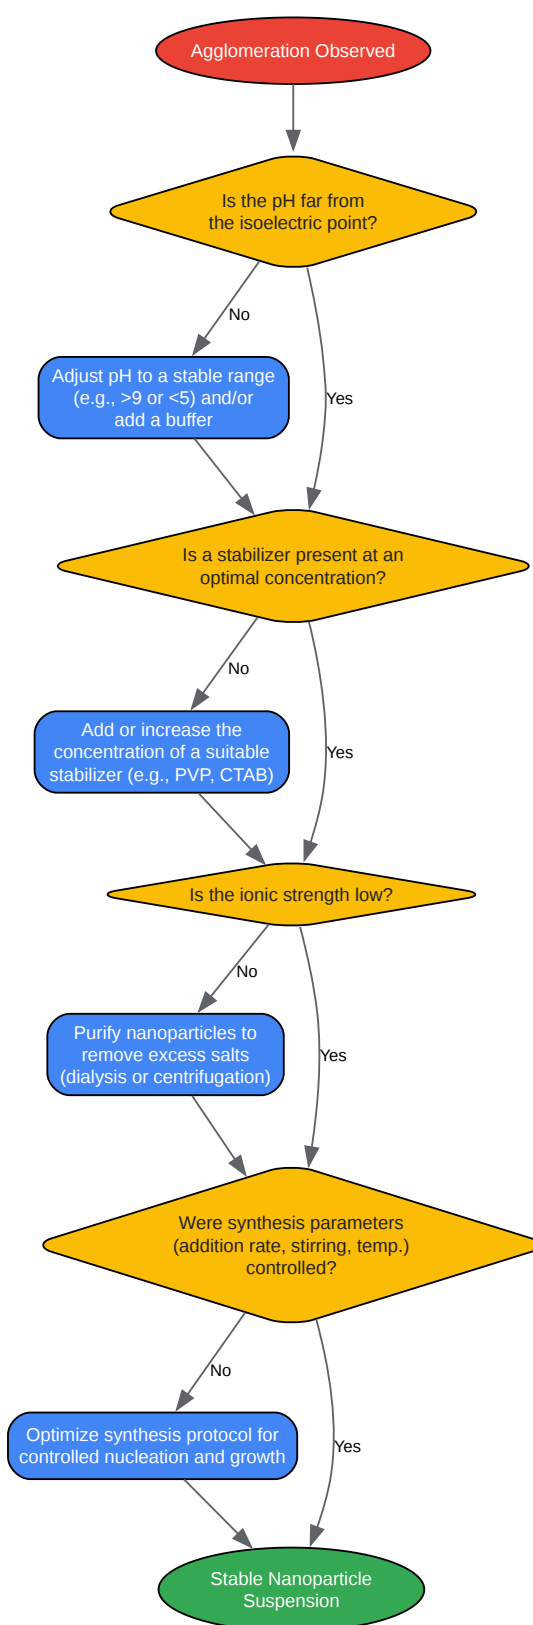 Agglomeration Observed
Is the pH far from
the isoelectric point?
No
Adjust pH to a stable range
(e.g., >9 or <5) and/or
add a buffer
Yes
Is a stabilizer present at an
optimal concentration?
No
Add or increase the
concentration of a suitable
stabilizer (e.g., PVP, CTAB)
Yes
Is the ionic strength low?
No
Purify nanoparticles to
remove excess salts
(dialysis or centrifugation)
Yes
Were synthesis parameters
(addition rate, stirring, temp.)
controlled?
No
Optimize synthesis protocol for
controlled nucleation and growth
Yes
Stable Nanoparticle
Suspension